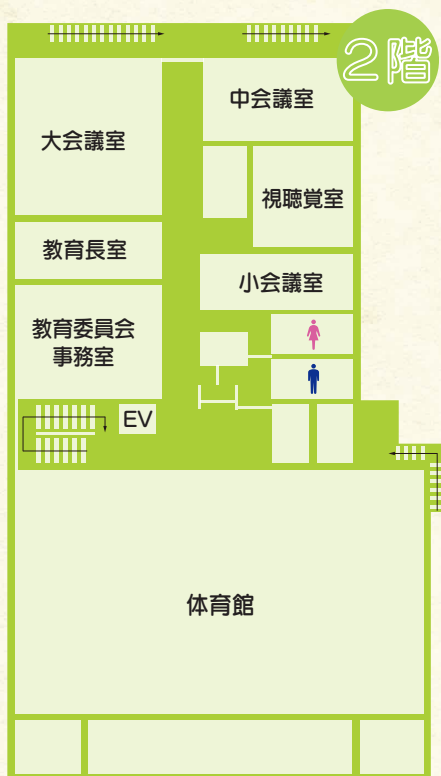 2階
中会議室
大会議室
視聴覚室
教育長室
小会議室
教育委員会
事務室
EV
体育館